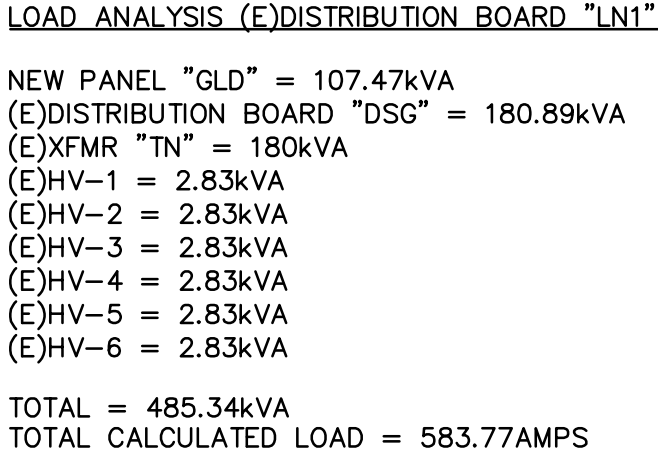 LOAD ANALYSIS (E)DISTRIBUTION BOARD "LN1"
NEW PANEL "GLD" = 107.47kVA
(E)DISTRIBUTION BOARD "DSG" = 180.89kVA
(E)XFMR "TN" = 180kVA
(E)HV-1 = 2.83kVA
(E)HV-2 = 2.83kVA
(E)HV-3 = 2.83kVA
(E)HV-4 = 2.83kVA
(E)HV-5 = 2.83kVA
(E)HV-6 = 2.83kVA
TOTAL = 485.34kVA
TOTAL CALCULATED LOAD = 583.77AMPS